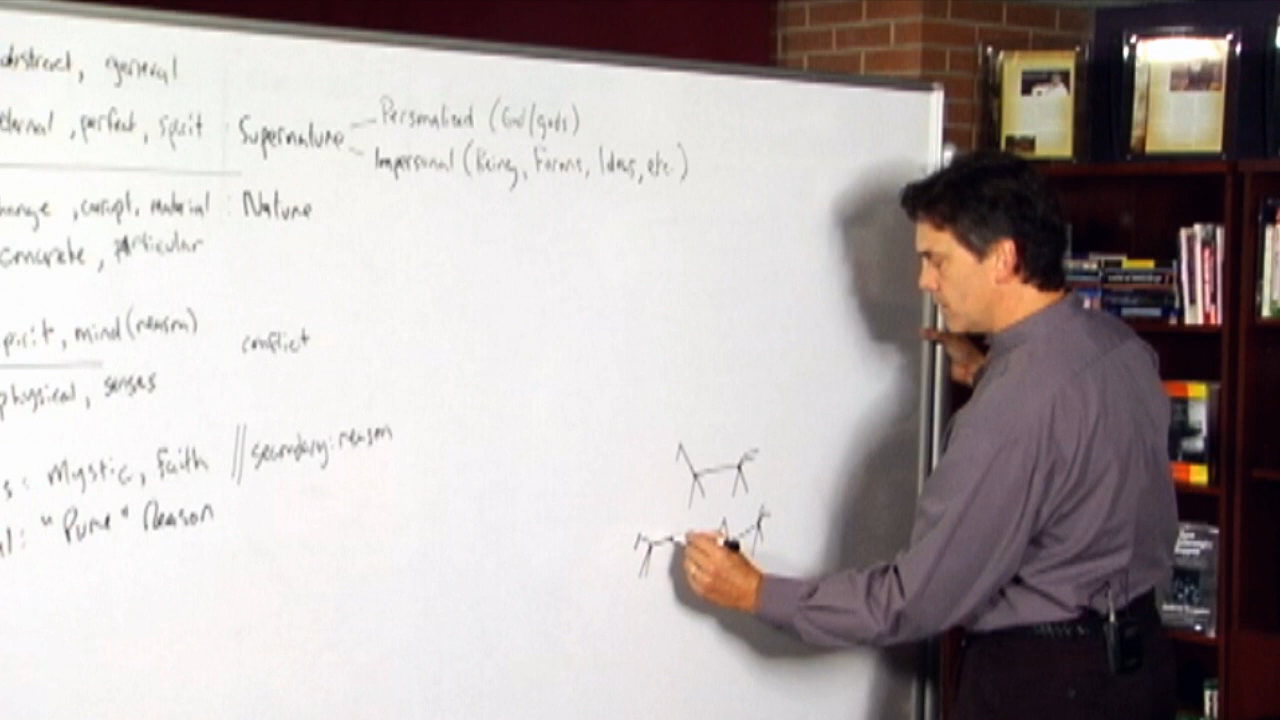 abstract, general
eternal, perfect, spirit : Supernature
Personalized (God/gods)
Impersonal (Being, Forms, Ideas, etc.)
change, corrupt, material : Nature
concrete, particular
spirit, mind (reason)
conflict
physical, senses
s: Mystic, Faith // secondary: reason
l: "Pure" Reason